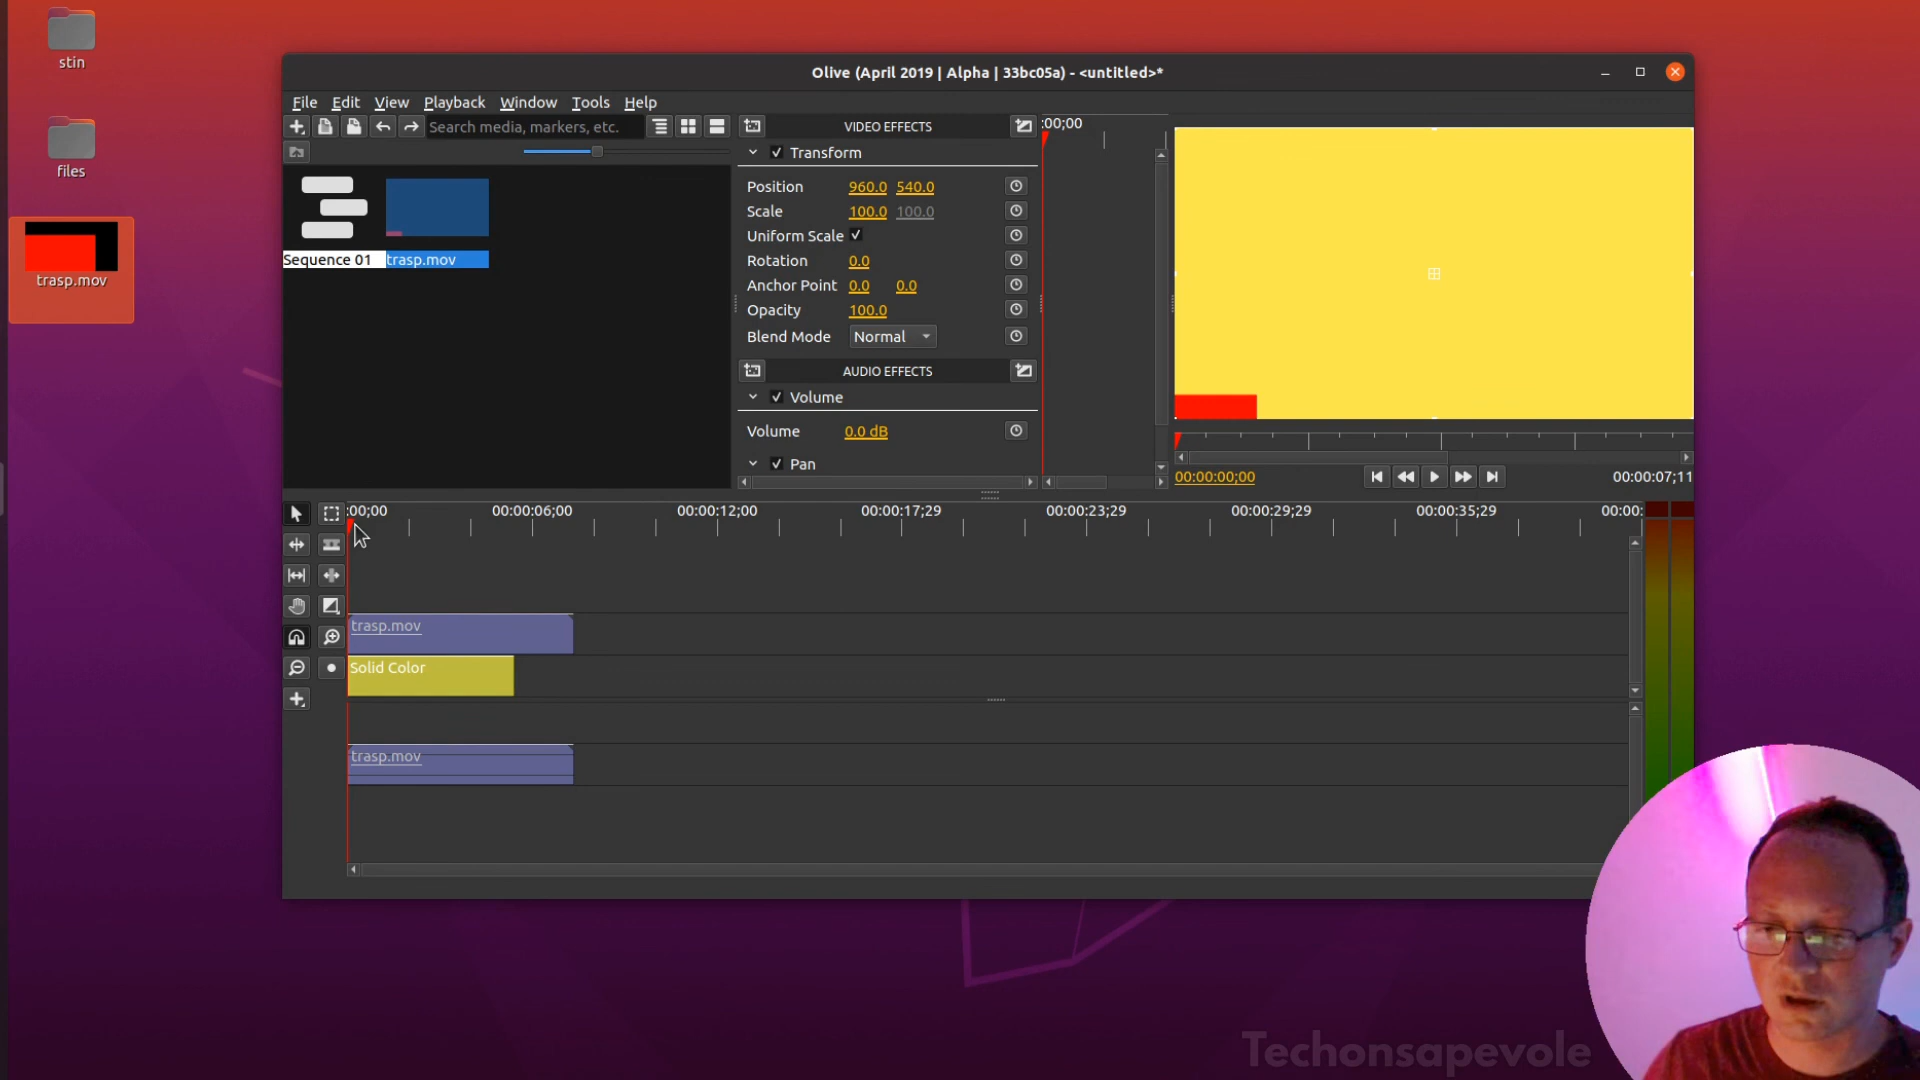 stin
files
trasp.mov
Olive (April 2019 | Alpha | 33bc05a) - <untitled>*
File Edit View Playback Window Tools Help
Search media, markers, etc.
Sequence 01
trasp.mov
VIDEO EFFECTS
Transform
Position 960.0 540.0
Scale 100.0 100.0
Uniform Scale
Rotation 0.0
Anchor Point 0.0 0.0
Opacity 100.0
Blend Mode Normal
AUDIO EFFECTS
Volume
Volume 0.0 dB
Pan
:00;00
00:00:00;00
00:00:07;11
:00;00 00:00:06;00 00:00:12;00 00:00:17;29 00:00:23;29 00:00:29;29 00:00:35;29 00:00:
trasp.mov
Solid Color
trasp.mov
Techonsapevole